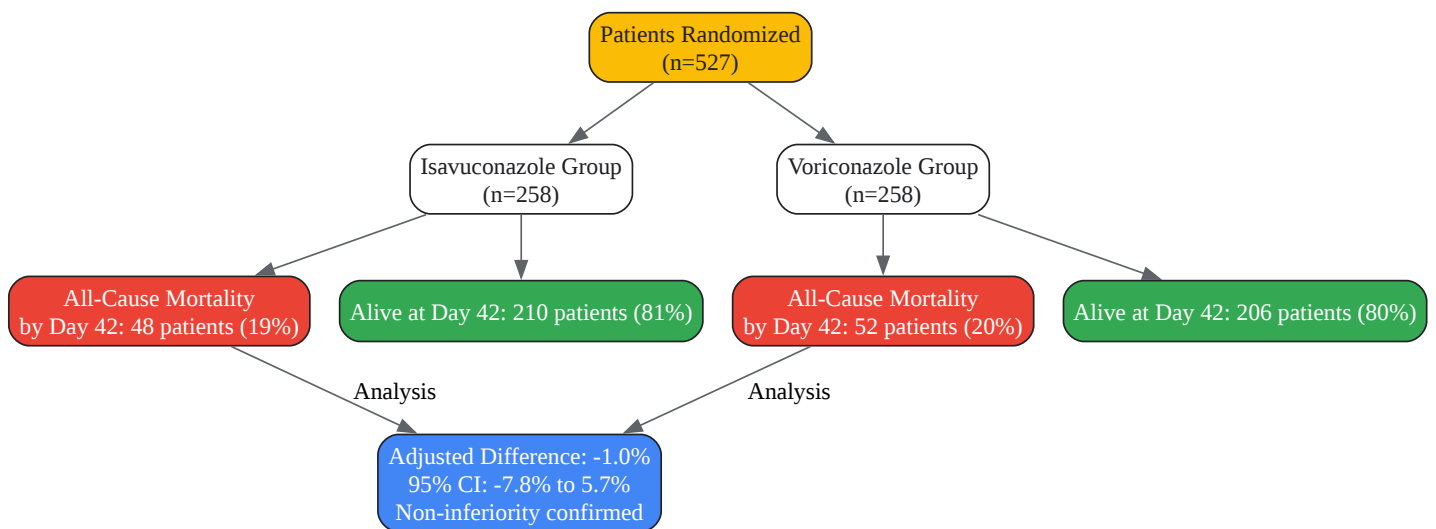 Patients Randomized
(n=527)
Isavuconazole Group
(n=258)
Voriconazole Group
(n=258)
All-Cause Mortality
by Day 42: 48 patients (19%)
Alive at Day 42: 210 patients (81%)
All-Cause Mortality
by Day 42: 52 patients (20%)
Alive at Day 42: 206 patients (80%)
Analysis
Analysis
Adjusted Difference: -1.0%
95% CI: -7.8% to 5.7%
Non-inferiority confirmed